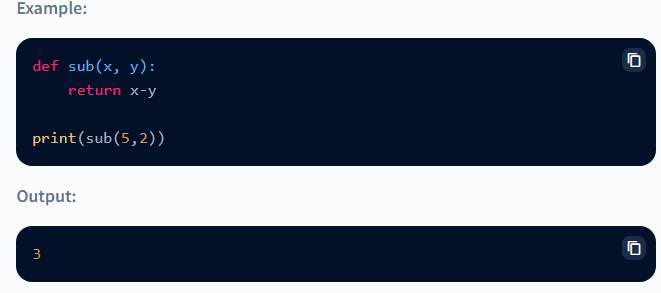 Example:
def sub(x, y):
    return x-y
print(sub(5,2))
Output:
3